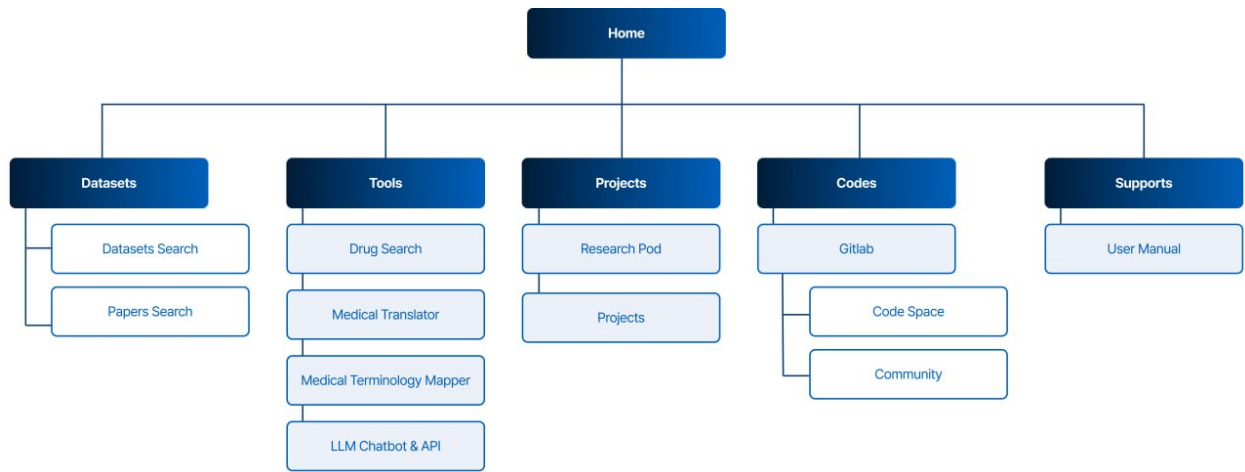 Home
Datasets
Tools
Projects
Codes
Supports
Datasets Search
Papers Search
Drug Search
Medical Translator
Medical Terminology Mapper
LLM Chatbot & API
Research Pod
Projects
Gitlab
Code Space
Community
User Manual